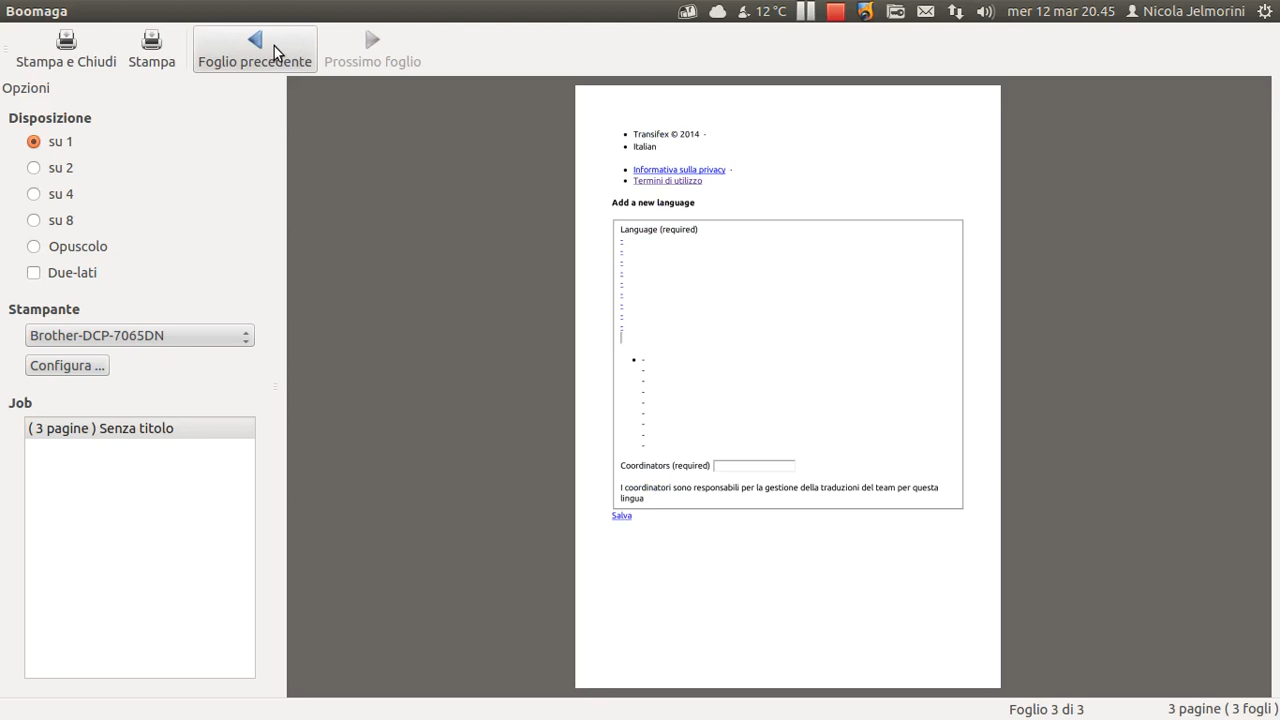 Boomaga
12 °C
mer 12 mar 20.45
Nicola Jelmorini
Stampa e Chiudi
Stampa
Foglio precedente
Prossimo foglio
Opzioni
Disposizione
su 1
su 2
su 4
su 8
Opuscolo
Due-lati
Stampante
Brother-DCP-7065DN
Configura ...
Job
( 3 pagine ) Senza titolo
• Transifex © 2014 ·
• Italian
• Informativa sulla privacy ·
• Termini di utilizzo
Add a new language
Language (required)
-
-
-
-
-
-
-
-
-
• -
-
-
-
-
-
-
-
-
Coordinators (required)
I coordinatori sono responsabili per la gestione della traduzioni del team per questa
lingua
Salva
Foglio 3 di 3
3 pagine ( 3 fogli )